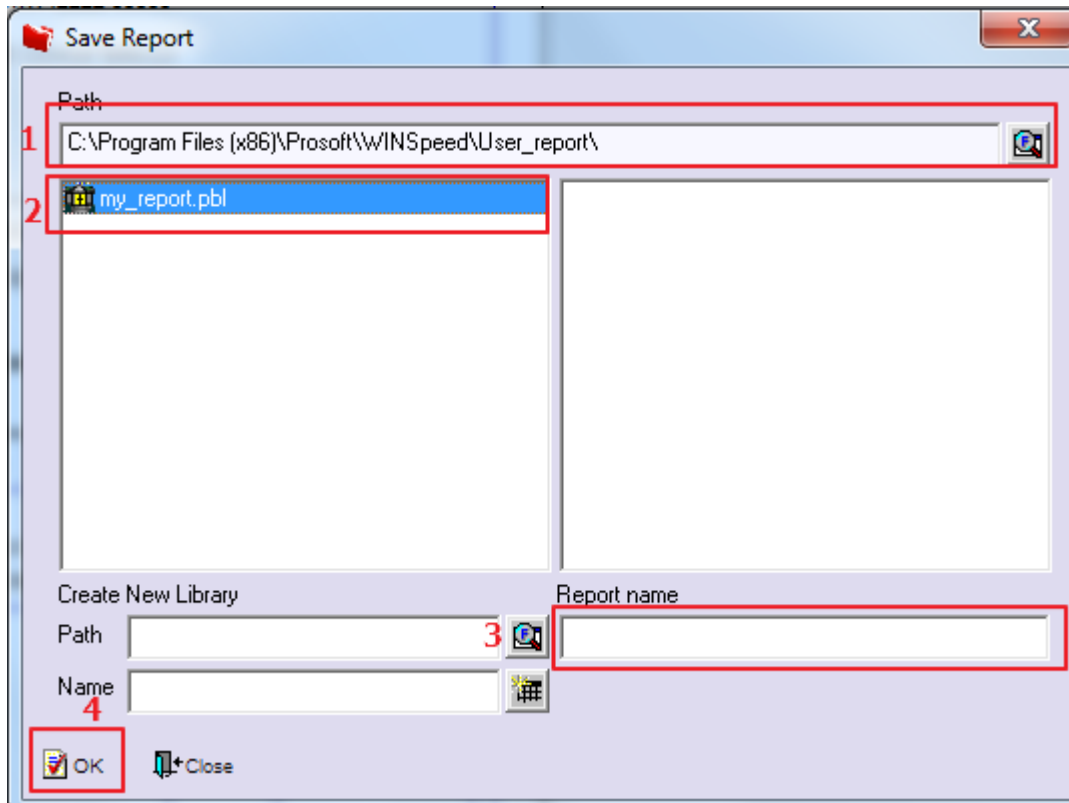 Save Report
Path
1
C:\Program Files (x86)\Prosoft\\WINSpeed\User_report\
2
my_report.pbl
Create New Library
Report name
Path
3
Name
4
OK
Close